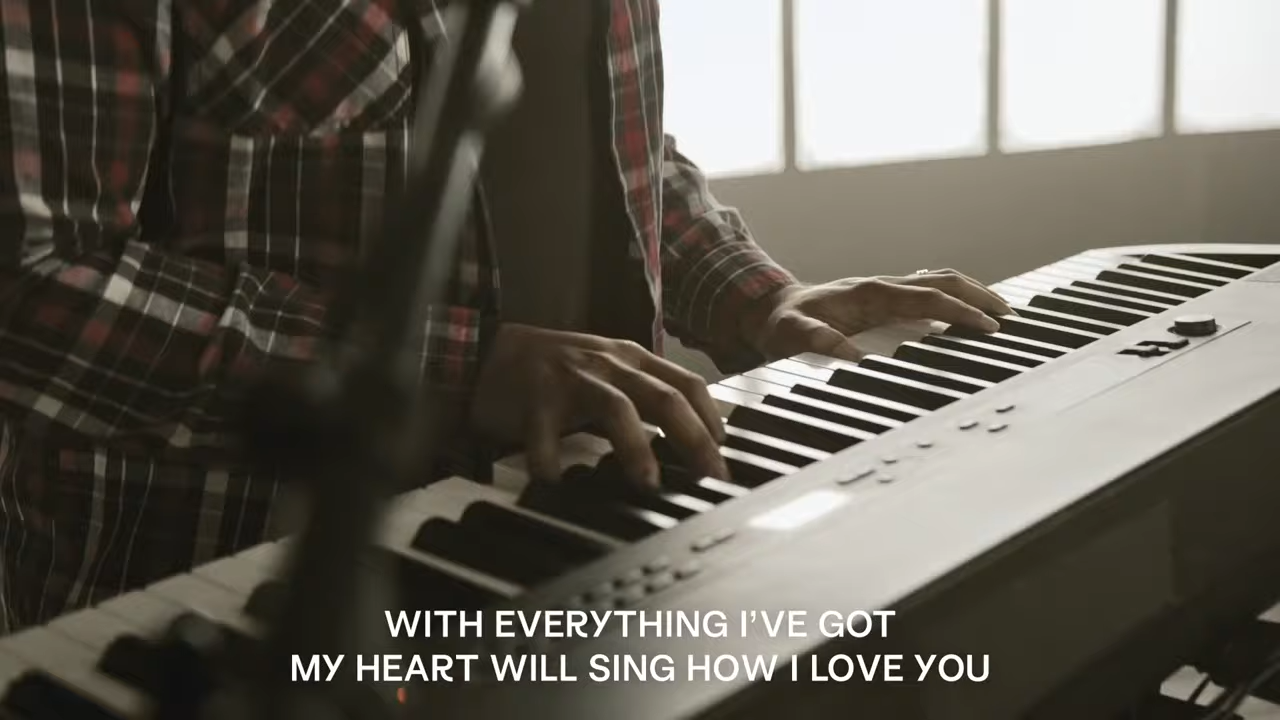 WITH EVERYTHING I'VE GOT
MY HEART WILL SING HOW I LOVE YOU